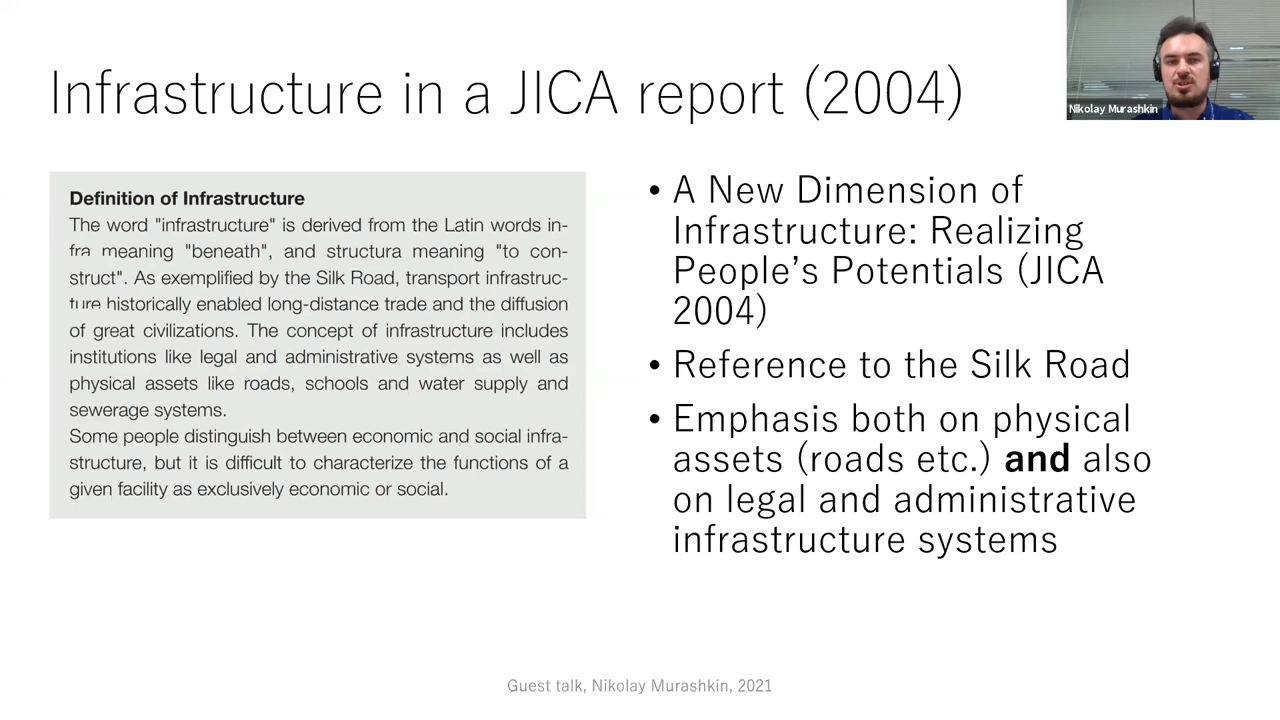 Infrastructure in a JICA report (2004)
Nikolay Murashkin
Definition of Infrastructure
The word "infrastructure" is derived from the Latin words in-
fra meaning "beneath", and structura meaning "to con-
struct". As exemplified by the Silk Road, transport infrastruc-
ture historically enabled long-distance trade and the diffusion
of great civilizations. The concept of infrastructure includes
institutions like legal and administrative systems as well as
physical assets like roads, schools and water supply and
sewerage systems.
Some people distinguish between economic and social infra-
structure, but it is difficult to characterize the functions of a
given facility as exclusively economic or social.
• A New Dimension of
Infrastructure: Realizing
People’s Potentials (JICA
2004)
• Reference to the Silk Road
• Emphasis both on physical
assets (roads etc.) and also
on legal and administrative
infrastructure systems
Guest talk, Nikolay Murashkin, 2021